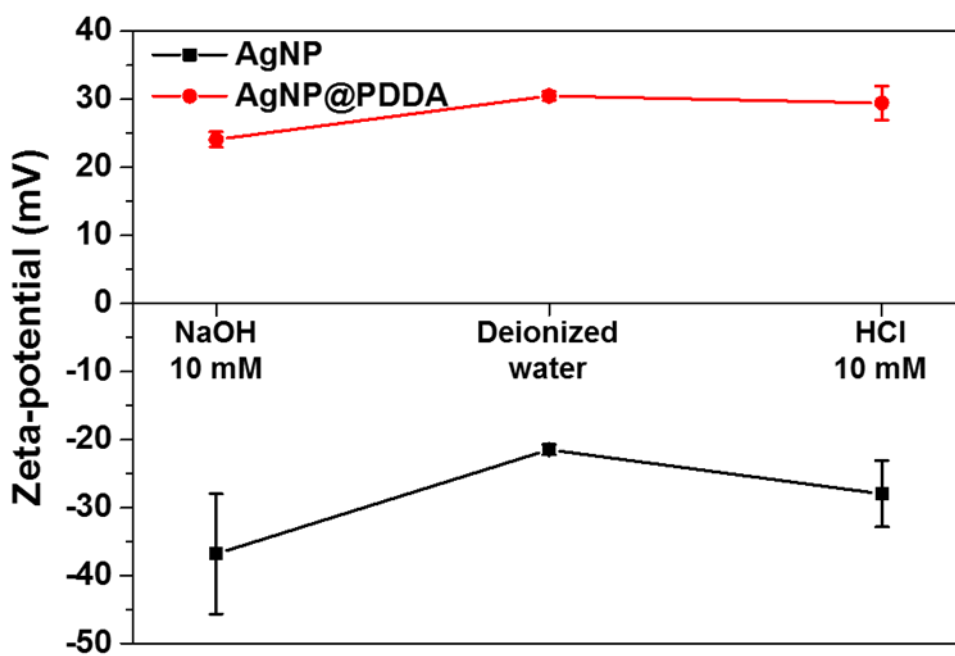 AgNP
AgNP@PDDA
Zeta-potential (mV)
40
30
20
10
0
-10
-20
-30
-40
-50
NaOH
10 mM
Deionized
water
HCl
10 mM